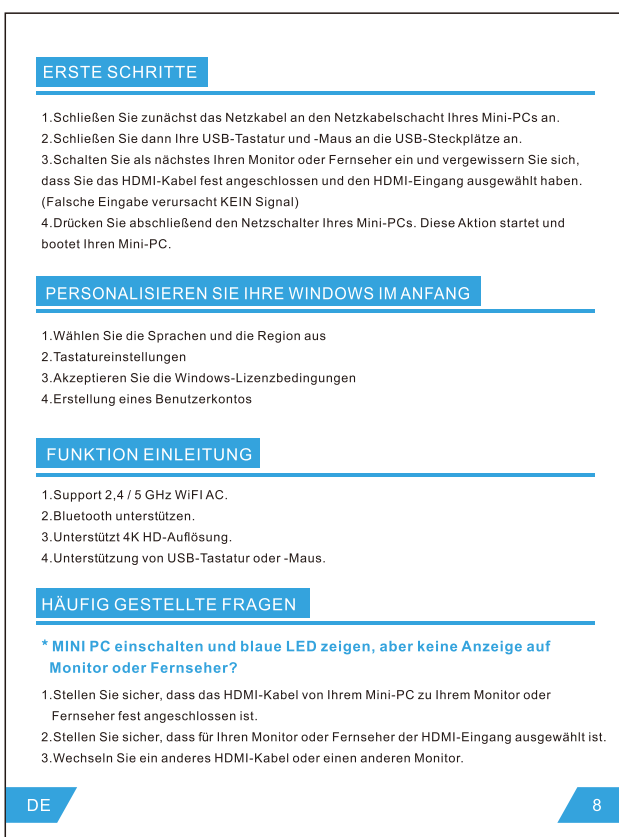 ERSTE SCHRITTE
1.Schließen Sie zunächst das Netzkabel an den Netzkabelschacht Ihres Mini-PCs an.
2.Schließen Sie dann Ihre USB-Tastatur und -Maus an die USB-Steckplätze an.
3.Schalten Sie als nächstes Ihren Monitor oder Fernseher ein und vergewissern Sie sich,
dass Sie das HDMI-Kabel fest angeschlossen und den HDMI-Eingang ausgewählt haben.
(Falsche Eingabe verursacht KEIN Signal)
4.Drücken Sie abschließend den Netzschalter Ihres Mini-PCs. Diese Aktion startet und
bootet Ihren Mini-PC.
PERSONALISIEREN SIE IHRE WINDOWS IM ANFANG
1.Wählen Sie die Sprachen und die Region aus
2.Tastatureinstellungen
3.Akzeptieren Sie die Windows-Lizenzbedingungen
4.Erstellung eines Benutzerkontos
FUNKTION EINLEITUNG
1.Support 2,4 / 5 GHz WiFI AC.
2.Bluetooth unterstützen.
3.Unterstützt 4K HD-Auflösung.
4.Unterstützung von USB-Tastatur oder -Maus.
HÄUFIG GESTELLTE FRAGEN
* MINI PC einschalten und blaue LED zeigen, aber keine Anzeige auf
Monitor oder Fernseher?
1.Stellen Sie sicher, dass das HDMI-Kabel von Ihrem Mini-PC zu Ihrem Monitor oder
Fernseher fest angeschlossen ist.
2.Stellen Sie sicher, dass für Ihren Monitor oder Fernseher der HDMI-Eingang ausgewählt ist.
3.Wechseln Sie ein anderes HDMI-Kabel oder einen anderen Monitor.
DE
8